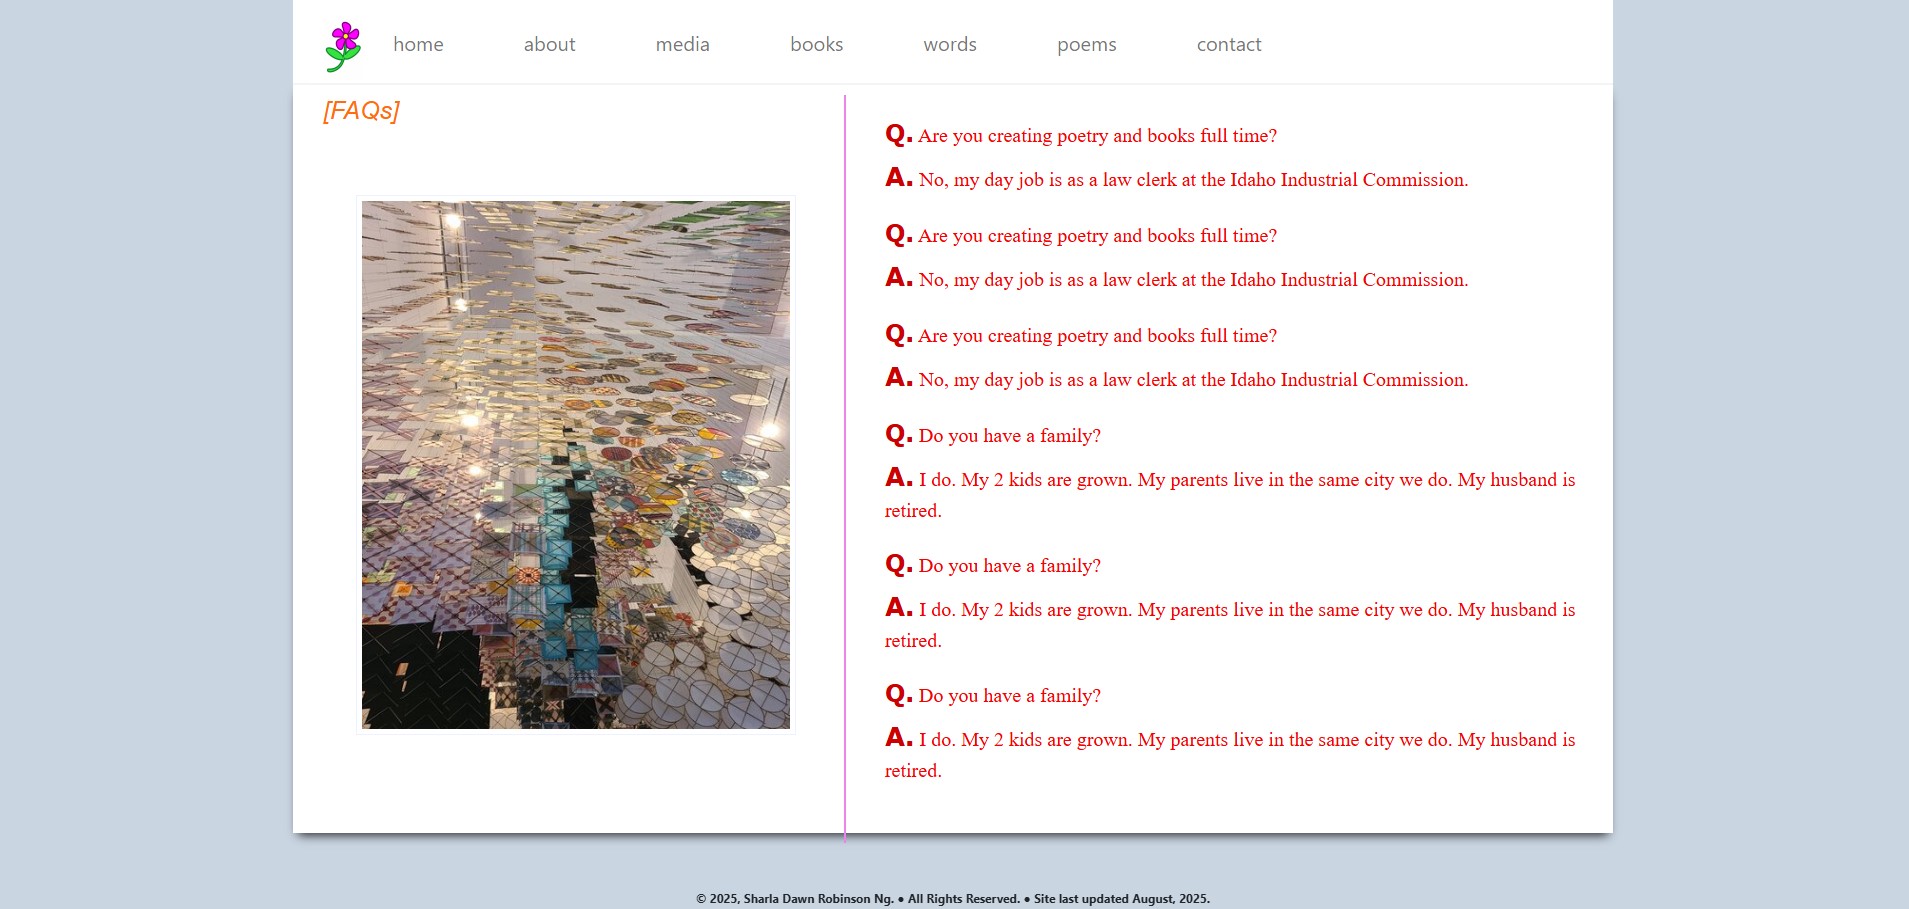 home about media books words poems contact
[FAQs]
Q. Are you creating poetry and books full time?
A. No, my day job is as a law clerk at the Idaho Industrial Commission.
Q. Are you creating poetry and books full time?
A. No, my day job is as a law clerk at the Idaho Industrial Commission.
Q. Are you creating poetry and books full time?
A. No, my day job is as a law clerk at the Idaho Industrial Commission.
Q. Do you have a family?
A. I do. My 2 kids are grown. My parents live in the same city we do. My husband is
retired.
Q. Do you have a family?
A. I do. My 2 kids are grown. My parents live in the same city we do. My husband is
retired.
Q. Do you have a family?
A. I do. My 2 kids are grown. My parents live in the same city we do. My husband is
retired.
© 2025, Sharla Dawn Robinson Ng. ● All Rights Reserved. ● Site last updated August, 2025.